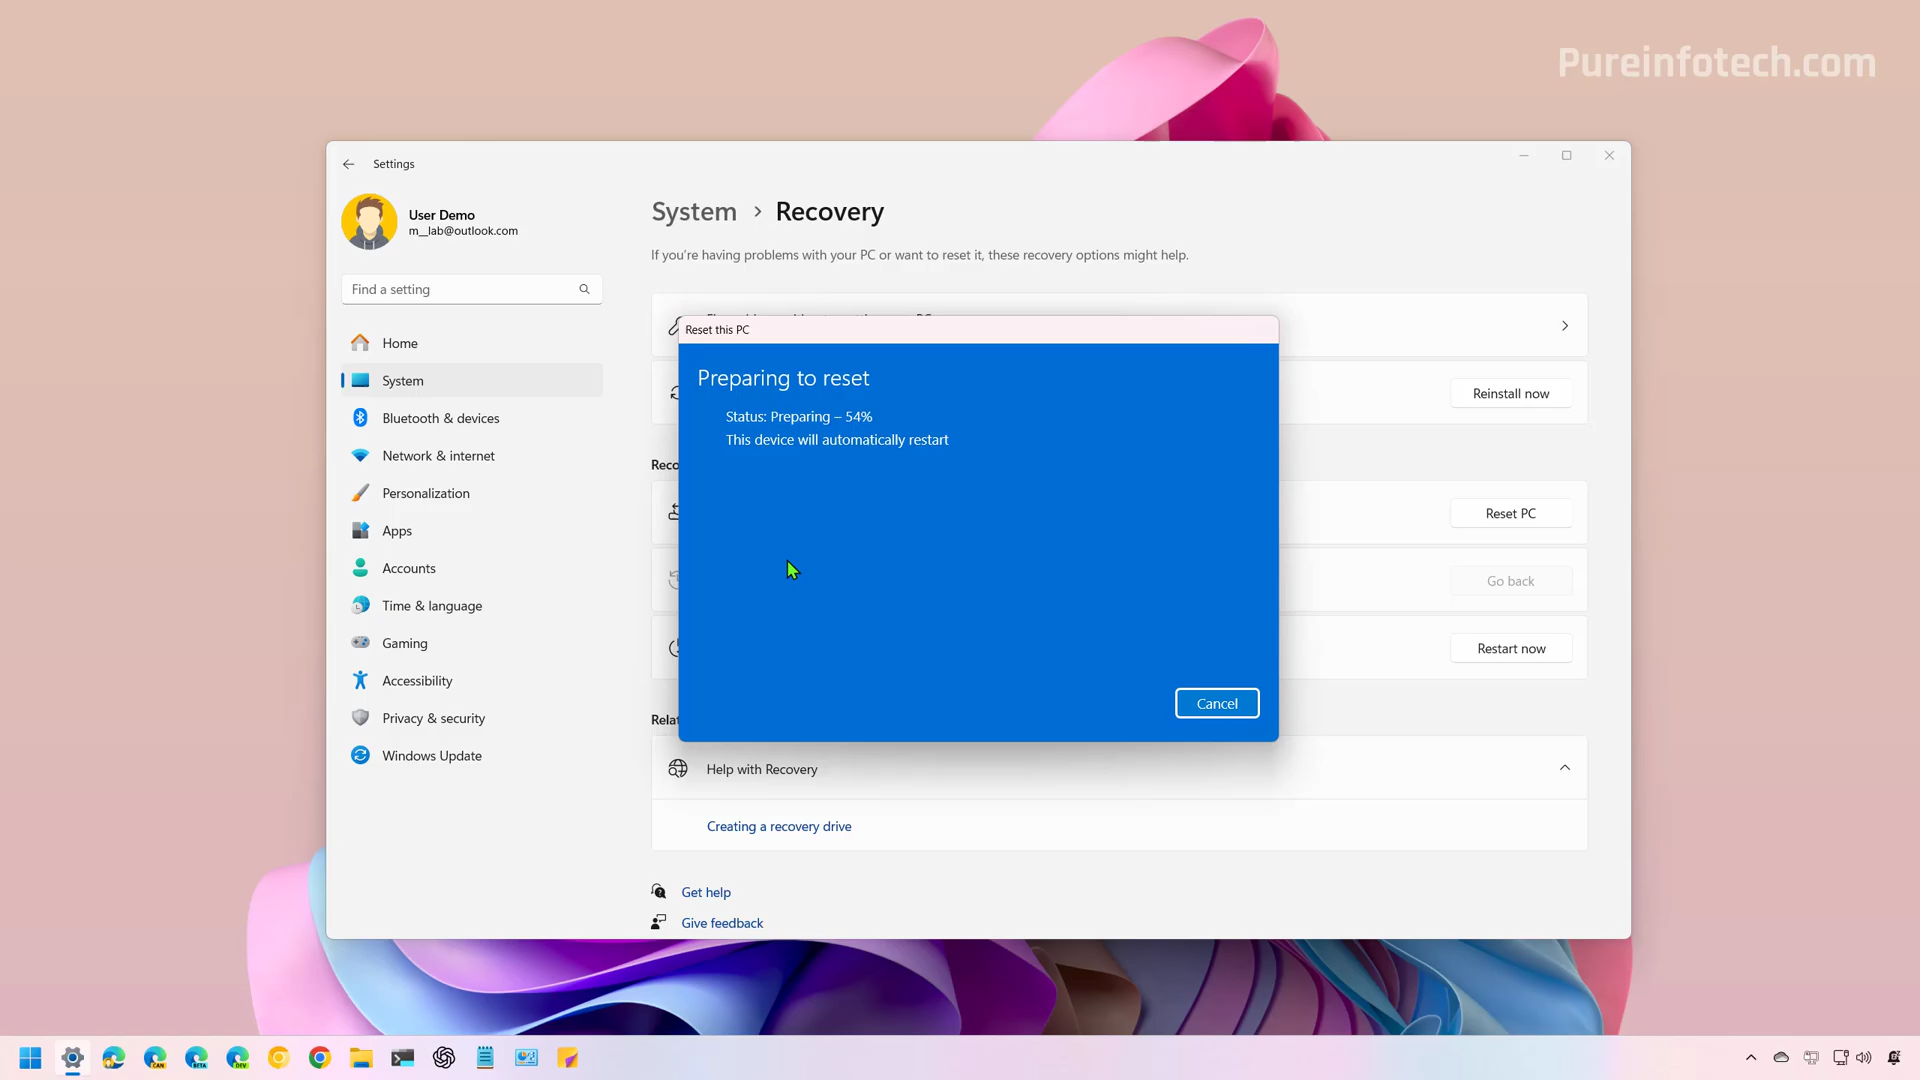 Pureinfotech.com
Settings
User Demo
m__lab@outlook.com
Find a setting
Home
System
Bluetooth & devices
Network & internet
Personalization
Apps
Accounts
Time & language
Gaming
Accessibility
Privacy & security
Windows Update
System > Recovery
If you're having problems with your PC or want to reset it, these recovery options might help.
Reset this PC
Preparing to reset
Status: Preparing – 54%
This device will automatically restart
Cancel
Reinstall now
Reco
Reset PC
Go back
Restart now
Relat
Help with Recovery
Creating a recovery drive
Get help
Give feedback
CAN
BETA
DEV